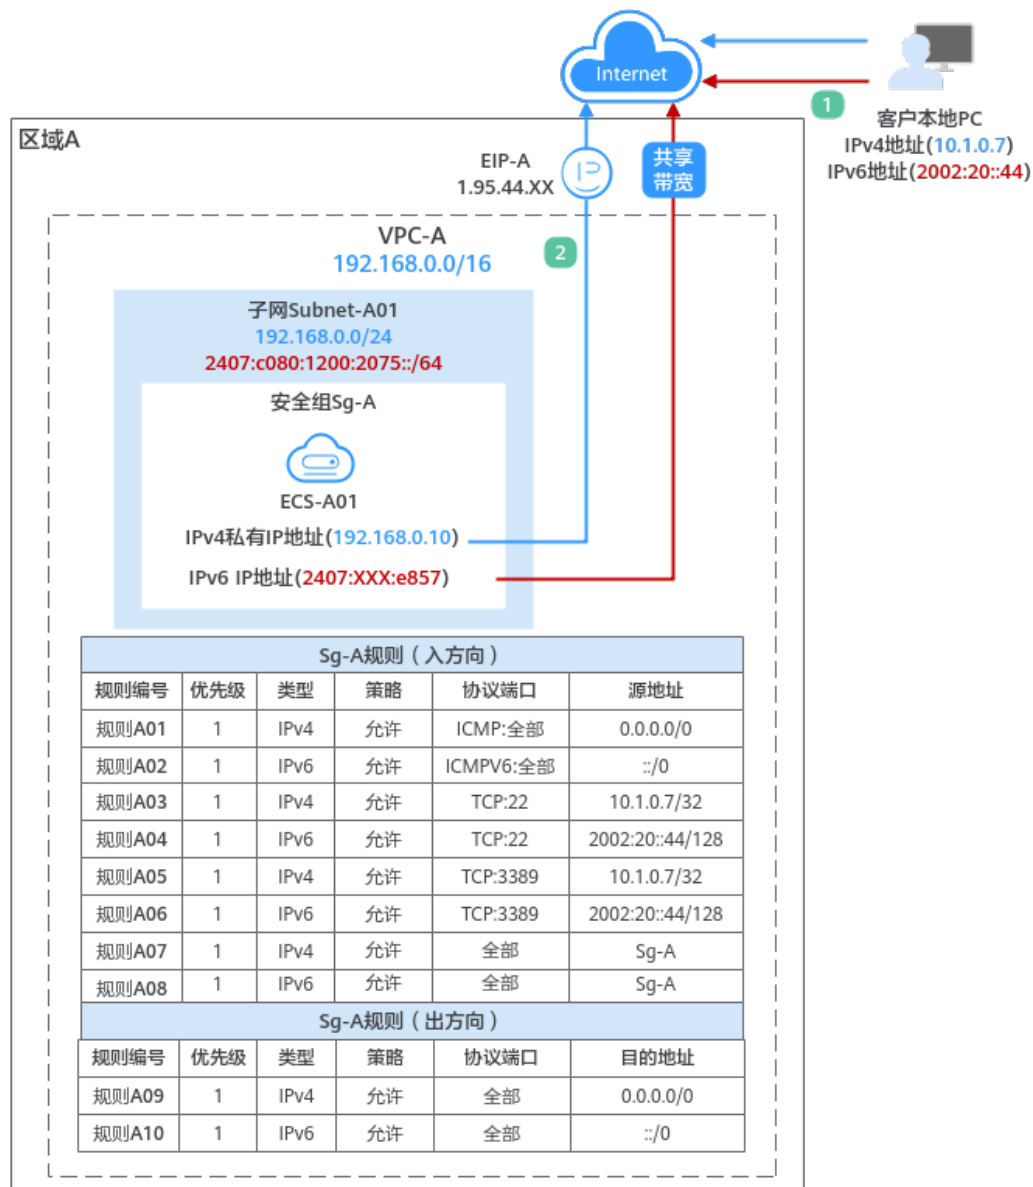 Internet
1
客户本地PC
IPv4地址(10.1.0.7)
IPv6地址(2002:20::44)
区域A
EIP-A
1.95.44.XX
共享
带宽
2
VPC-A
192.168.0.0/16
子网Subnet-A01
192.168.0.0/24
2407:c080:1200:2075::/64
安全组Sg-A
ECS-A01
IPv4私有IP地址(192.168.0.10)
IPv6 IP地址(2407:XXX:e857)
Sg-A规则（入方向）
规则编号 优先级 类型 策略 协议端口 源地址
规则A01 1 IPv4 允许 ICMP:全部 0.0.0.0/0
规则A02 1 IPv6 允许 ICMPV6:全部 ::/0
规则A03 1 IPv4 允许 TCP:22 10.1.0.7/32
规则A04 1 IPv6 允许 TCP:22 2002:20::44/128
规则A05 1 IPv4 允许 TCP:3389 10.1.0.7/32
规则A06 1 IPv6 允许 TCP:3389 2002:20::44/128
规则A07 1 IPv4 允许 全部 Sg-A
规则A08 1 IPv6 允许 全部 Sg-A
Sg-A规则（出方向）
规则编号 优先级 类型 策略 协议端口 目的地址
规则A09 1 IPv4 允许 全部 0.0.0.0/0
规则A10 1 IPv6 允许 全部 ::/0